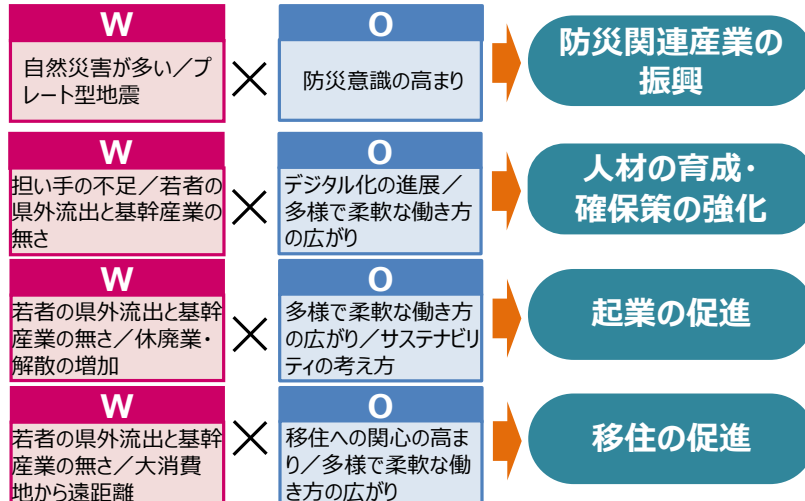 W
自然災害が多い／プ
レート型地震
O
防災意識の高まり
防災関連産業の
振興
W
担い手の不足／若者の
県外流出と基幹産業の
無さ
O
デジタル化の進展／
多様で柔軟な働き方
の広がり
人材の育成・
確保策の強化
W
若者の県外流出と基幹
産業の無さ／休廃業・
解散の増加
O
多様で柔軟な働き方
の広がり／サステナビリ
ティの考え方
起業の促進
W
若者の県外流出と基幹
産業の無さ／大消費
地から遠距離
O
移住への関心の高ま
り／多様で柔軟な働
き方の広がり
移住の促進